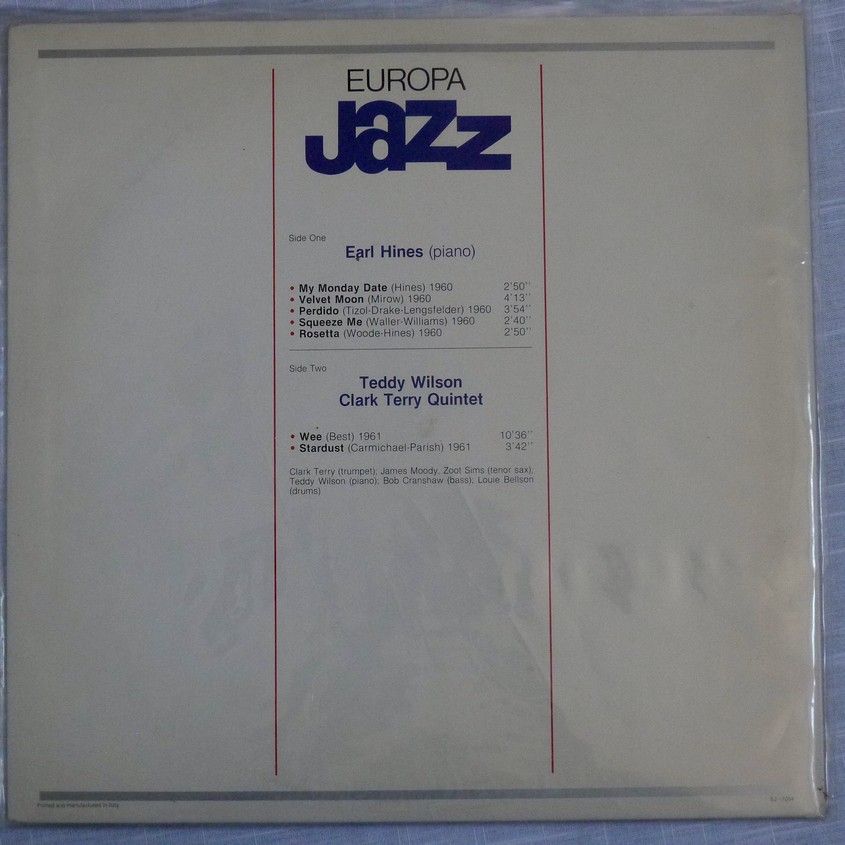 EUROPA
Jazz
Side One
Earl Hines (piano)
• My Monday Date (Hines) 1960 2'50''
• Velvet Moon (Mirow) 1960 4'13''
• Perdido (Tizol-Drake-Lengsfelder) 1960 3'54''
• Squeeze Me (Waller-Williams) 1960 2'40''
• Rosetta (Woode-Hines) 1960 2'50''
Side Two
Teddy Wilson
Clark Terry Quintet
• Wee (Best) 1961 10'36''
• Stardust (Carmichael-Parish) 1961 3'42''
Clark Terry (trumpet); James Moody, Zoot Sims (tenor sax);
Teddy Wilson (piano); Bob Cranshaw (bass); Louie Bellson
(drums)
Printed and manufactured in Italy